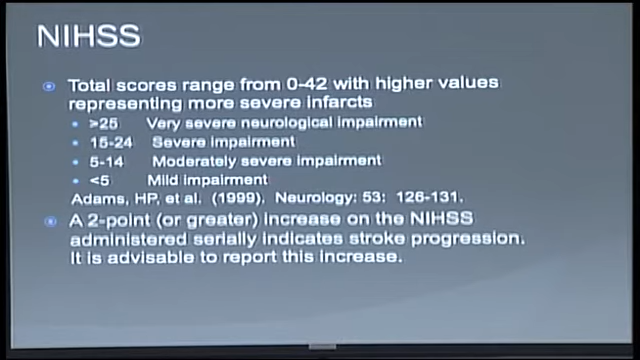 NIHSS
Total scores range from 0-42 with higher values
representing more severe infarcts
>25 Very severe neurological impairment
15-24 Severe impairment
5-14 Moderately severe impairment
<5 Mild impairment
Adams, HP, et al. (1999). Neurology: 53: 126-131.
A 2-point (or greater) increase on the NIHSS
administered serially indicates stroke progression.
It is advisable to report this increase.